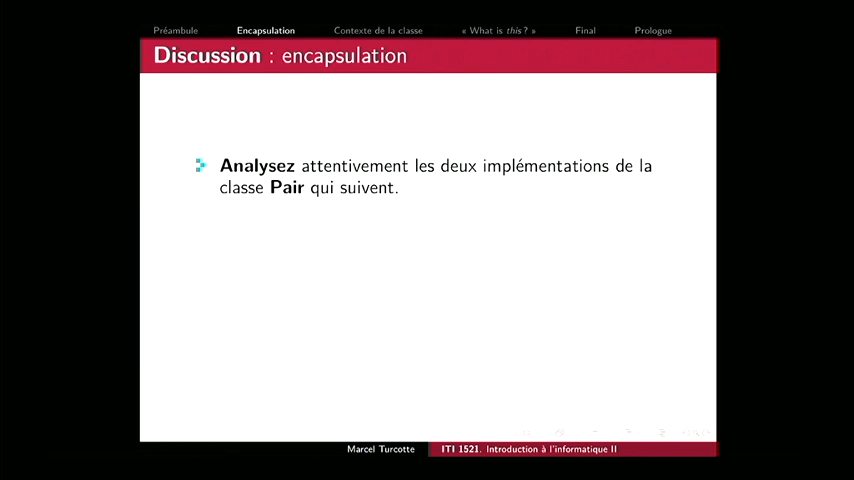 Préambule Encapsulation Contexte de la classe « What is this ? » Final Prologue
Discussion : encapsulation
Analysez attentivement les deux implémentations de la
classe Pair qui suivent.
Marcel Turcotte ITI 1521. Introduction à l'informatique II